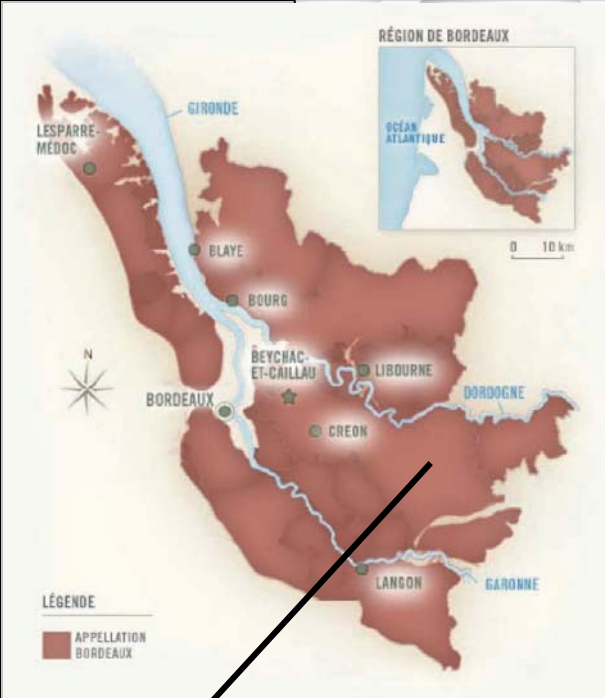 RÉGION DE BORDEAUX
OCÉAN
ATLANTIQUE
0 10 km
GIRONDE
LESPARRE-
MÉDOC
BLAYE
BOURG
BEYCHAC-
ET-CAILLAU
LIBOURNE
N
BORDEAUX
DORDOGNE
CREON
LANGON
GARONNE
LÉGENDE
APPELLATION
BORDEAUX